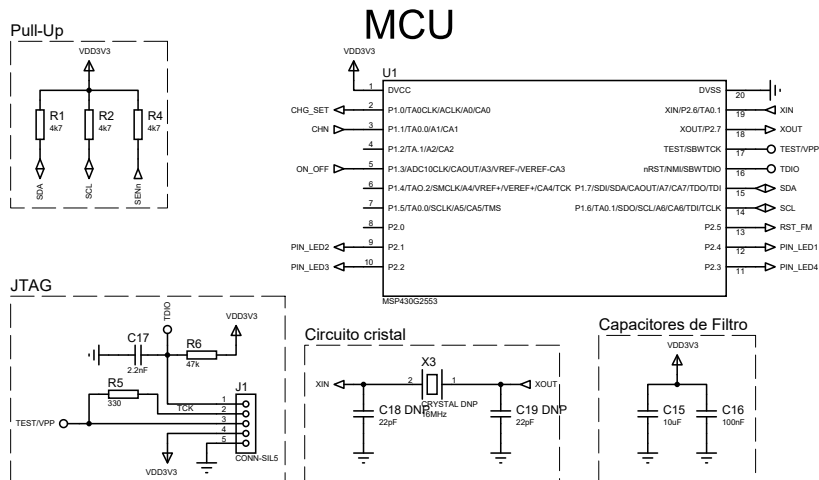 MCU
Pull-Up
VDD3V3
R1
4k7
R2
4k7
R4
4k7
SDA
SCL
SENn
VDD3V3
U1
1 DVCC
CHG_SET 2 P1.0/TA0CLK/ACLK/A0/CA0
CHN 3 P1.1/TA0.0/A1/CA1
4 P1.2/TA.1/A2/CA2
ON_OFF 5 P1.3/ADC10CLK/CAOUT/A3/VREF-/VEREF-CA3
6 P1.4/TAO.2/SMCLK/A4/VREF+/VEREF+/CA4/TCK
7 P1.5/TA0.0/SCLK/A5/CA5/TMS
8 P2.0
PIN_LED2 9 P2.1
PIN_LED3 10 P2.2
DVSS 20
XIN/P2.6/TA0.1 19 XIN
XOUT/P2.7 18 XOUT
TEST/SBWTCK 17 TEST/VPP
nRST/NMI/SBWTDIO 16 TDIO
P1.7/SDI/SDA/CAOUT/A7/CA7/TDO/TDI 15 SDA
P1.6/TA0.1/SDO/SCL/A6/CA6/TDI/TCLK 14 SCL
P2.5 13 RST_FM
P2.4 12 PIN_LED1
P2.3 11 PIN_LED4
MSP430G2553
JTAG
TDIO
VDD3V3
C17
2.2nF
R6
47k
R5
330
TCK
TEST/VPP
J1
1
2
3
4
5
CONN-SIL5
VDD3V3
Circuito cristal
X3
XIN 2 1 XOUT
CRYSTAL DNP
16MHz
C18 DNP
22pF
C19 DNP
22pF
Capacitores de Filtro
VDD3V3
C15
10uF
C16
100nF